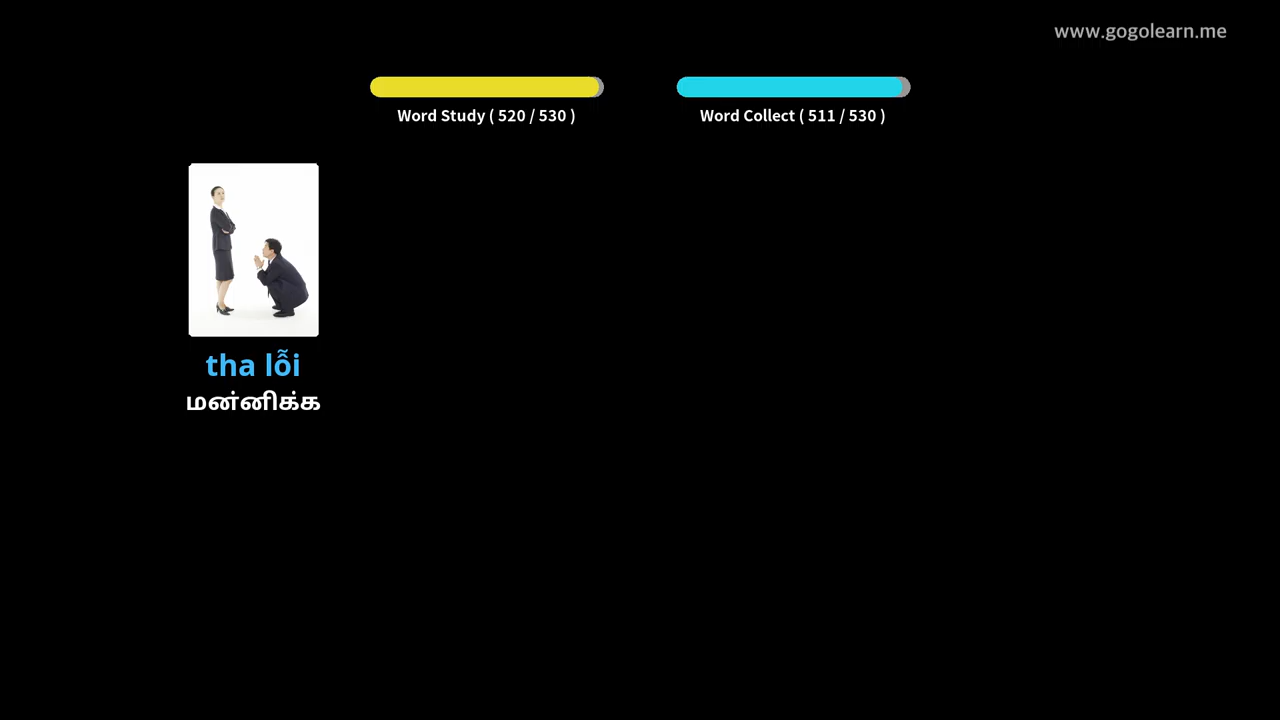 www.gogolearn.me
Word Study ( 520 / 530 )
Word Collect ( 511 / 530 )
tha lỗi
மன்னிக்க